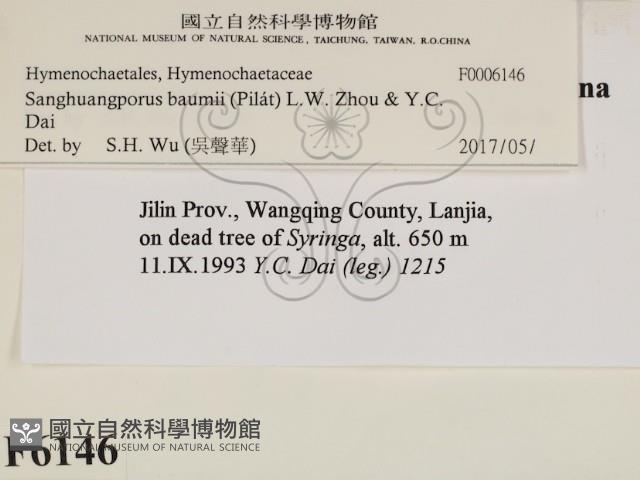 國立自然科學博物館
NATIONAL MUSEUM OF NATURAL SCIENCE, TAICHUNG, TAIWAN, R.O.CHINA
Hymenochaetales, Hymenochaetaceae F0006146
Sanghuangporus baumii (Pilát) L.W. Zhou & Y.C.
Dai
Det. by S.H. Wu (吳聲華) 2017/05/
na
Jilin Prov., Wangqing County, Lanjia,
on dead tree of Syringa, alt. 650 m
11.IX.1993 Y.C. Dai (leg.) 1215
國立自然科學博物館
NATIONAL MUSEUM OF NATURAL SCIENCE
F6146